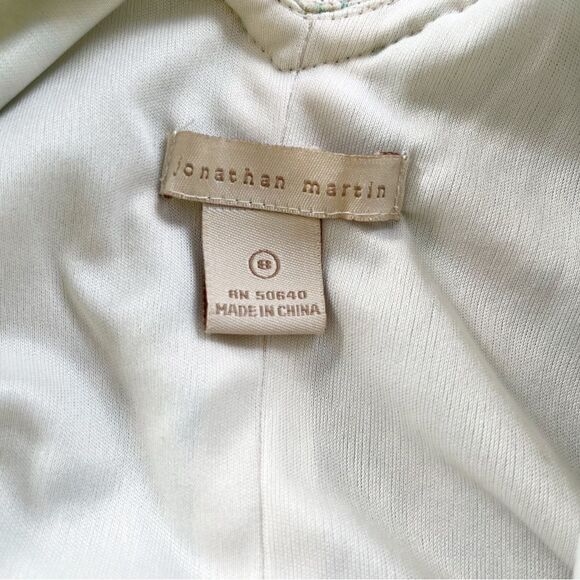 jonathan martin
8
RN 50640
MADE IN CHINA